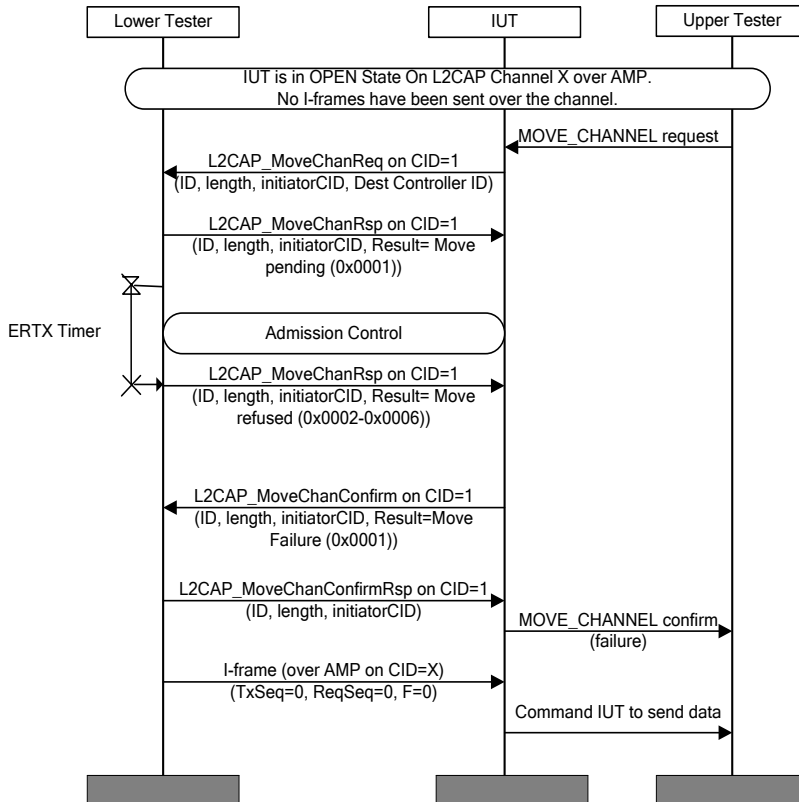 Lower Tester
IUT
Upper Tester
IUT is in OPEN State On L2CAP Channel X over AMP.
No I-frames have been sent over the channel.
MOVE_CHANNEL request
L2CAP_MoveChanReq on CID=1
(ID, length, initiatorCID, Dest Controller ID)
L2CAP_MoveChanRsp on CID=1
(ID, length, initiatorCID, Result= Move
pending (0x0001))
ERTX Timer
Admission Control
L2CAP_MoveChanRsp on CID=1
(ID, length, initiatorCID, Result= Move
refused (0x0002-0x0006))
L2CAP_MoveChanConfirm on CID=1
(ID, length, initiatorCID, Result=Move
Failure (0x0001))
L2CAP_MoveChanConfirmRsp on CID=1
(ID, length, initiatorCID)
MOVE_CHANNEL confirm
(failure)
I-frame (over AMP on CID=X)
(TxSeq=0, ReqSeq=0, F=0)
Command IUT to send data